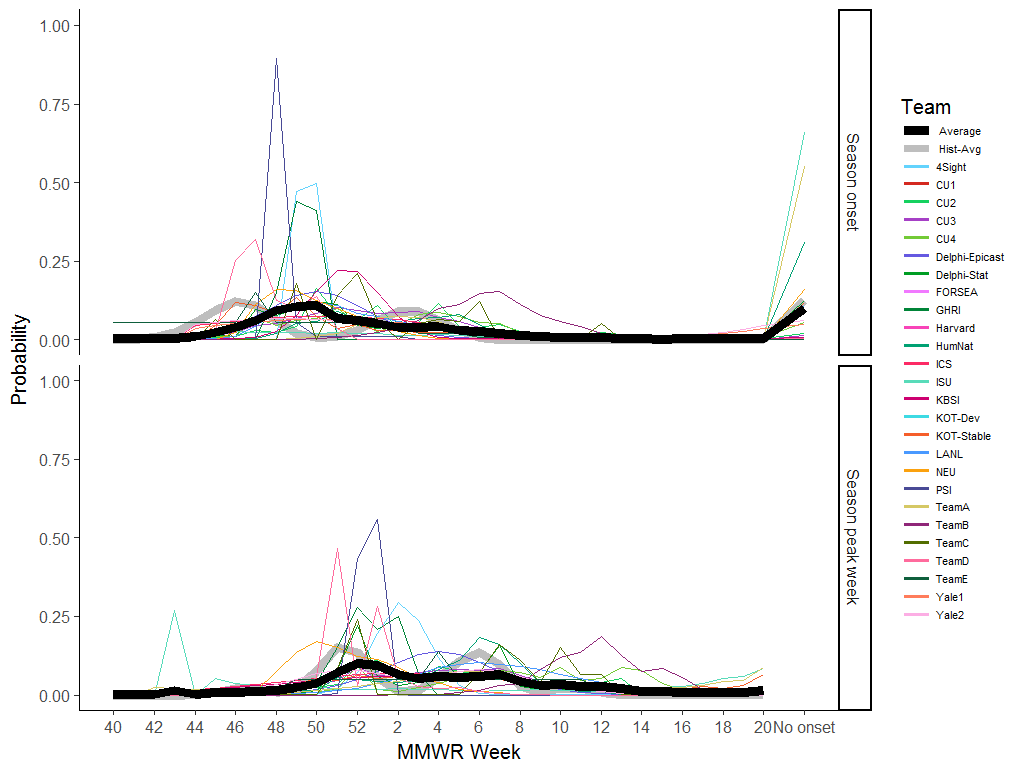 1.00
0.75
0.50
0.25
0.00
Season onset
1.00
0.75
0.50
0.25
0.00
Season peak week
Probability
40 42 44 46 48 50 52 2 4 6 8 10 12 14 16 18 20 No onset
MMWR Week
Team
Average
Hist-Avg
4Sight
CU1
CU2
CU3
CU4
Delphi-Epicast
Delphi-Stat
FORSEA
GHRI
Harvard
HumNat
ICS
ISU
KBSI
KOT-Dev
KOT-Stable
LANL
NEU
PSI
TeamA
TeamB
TeamC
TeamD
TeamE
Yale1
Yale2